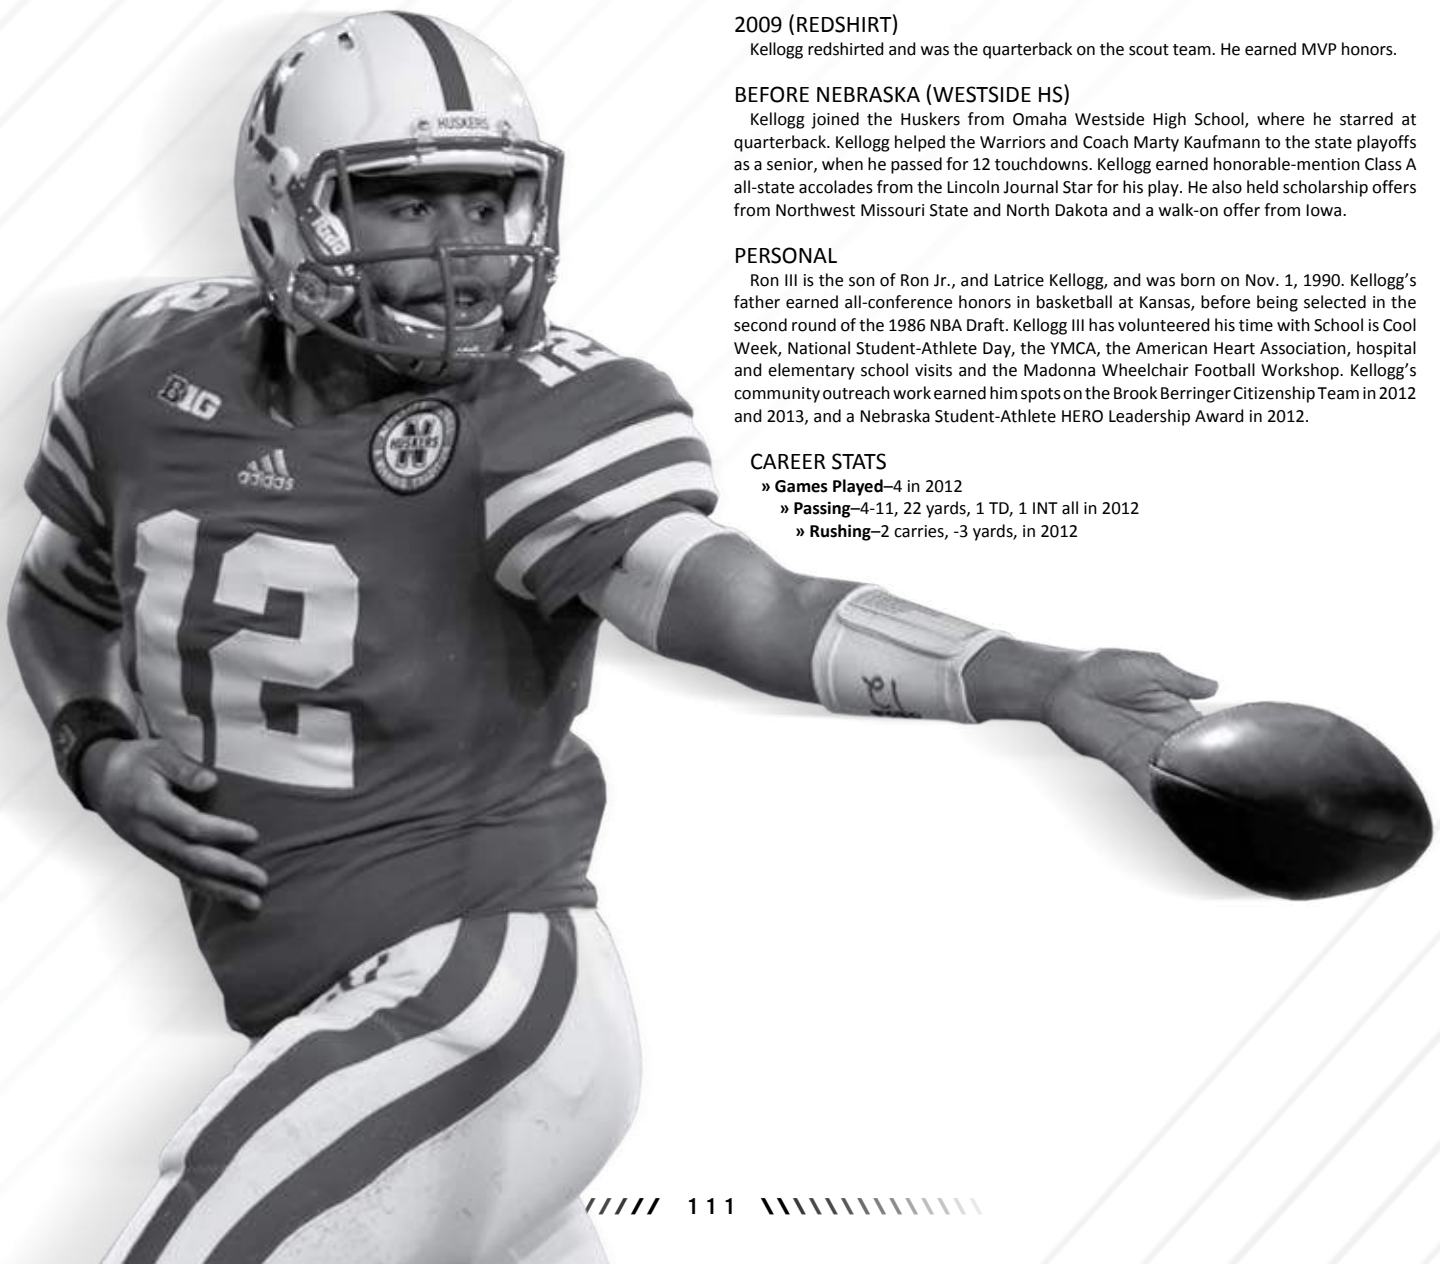 2009 (REDSHIRT)
Kellogg redshirted and was the quarterback on the scout team. He earned MVP honors.
BEFORE NEBRASKA (WESTSIDE HS)
Kellogg joined the Huskers from Omaha Westside High School, where he starred at
quarterback. Kellogg helped the Warriors and Coach Marty Kaufmann to the state playoffs
as a senior, when he passed for 12 touchdowns. Kellogg earned honorable-mention Class A
all-state accolades from the Lincoln Journal Star for his play. He also held scholarship offers
from Northwest Missouri State and North Dakota and a walk-on offer from Iowa.
PERSONAL
Ron III is the son of Ron Jr., and Latrice Kellogg, and was born on Nov. 1, 1990. Kellogg’s
father earned all-conference honors in basketball at Kansas, before being selected in the
second round of the 1986 NBA Draft. Kellogg III has volunteered his time with School is Cool
Week, National Student-Athlete Day, the YMCA, the American Heart Association, hospital
and elementary school visits and the Madonna Wheelchair Football Workshop. Kellogg’s
community outreach work earned him spots on the Brook Berringer Citizenship Team in 2012
and 2013, and a Nebraska Student-Athlete HERO Leadership Award in 2012.
CAREER STATS
» Games Played–4 in 2012
» Passing–4-11, 22 yards, 1 TD, 1 INT all in 2012
» Rushing–2 carries, -3 yards, in 2012
HUSKERS
2
12
B1G
HUSKERS
N
adidas
12
111